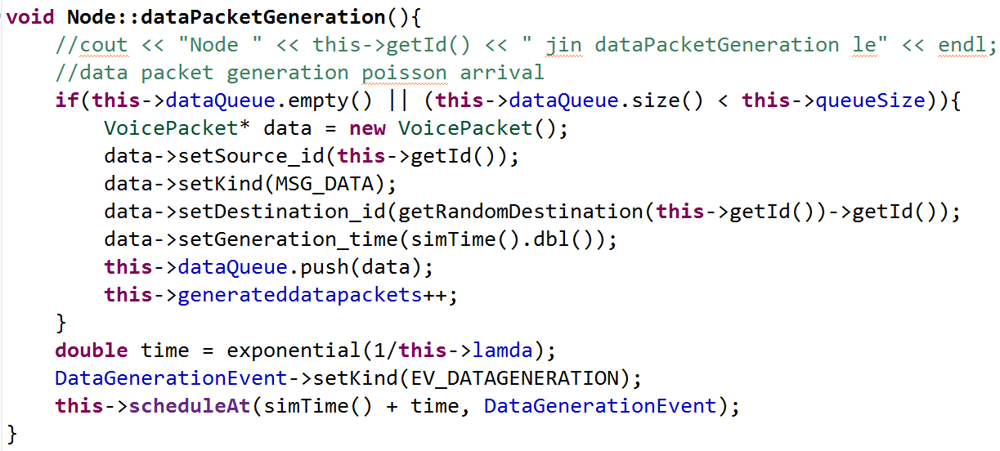 void Node::dataPacketGeneration(){
    //cout << "Node " << this->getId() << " jin dataPacketGeneration le" << endl;
    //data packet generation poisson arrival
    if(this->dataQueue.empty() || (this->dataQueue.size() < this->queueSize)){
        VoicePacket* data = new VoicePacket();
        data->setSource_id(this->getId());
        data->setKind(MSG_DATA);
        data->setDestination_id(getRandomDestination(this->getId())->getId());
        data->setGeneration_time(simTime().dbl());
        this->dataQueue.push(data);
        this->generateddatapackets++;
    }
    double time = exponential(1/this->lamda);
    DataGenerationEvent->setKind(EV_DATAGENERATION);
    this->scheduleAt(simTime() + time, DataGenerationEvent);
}